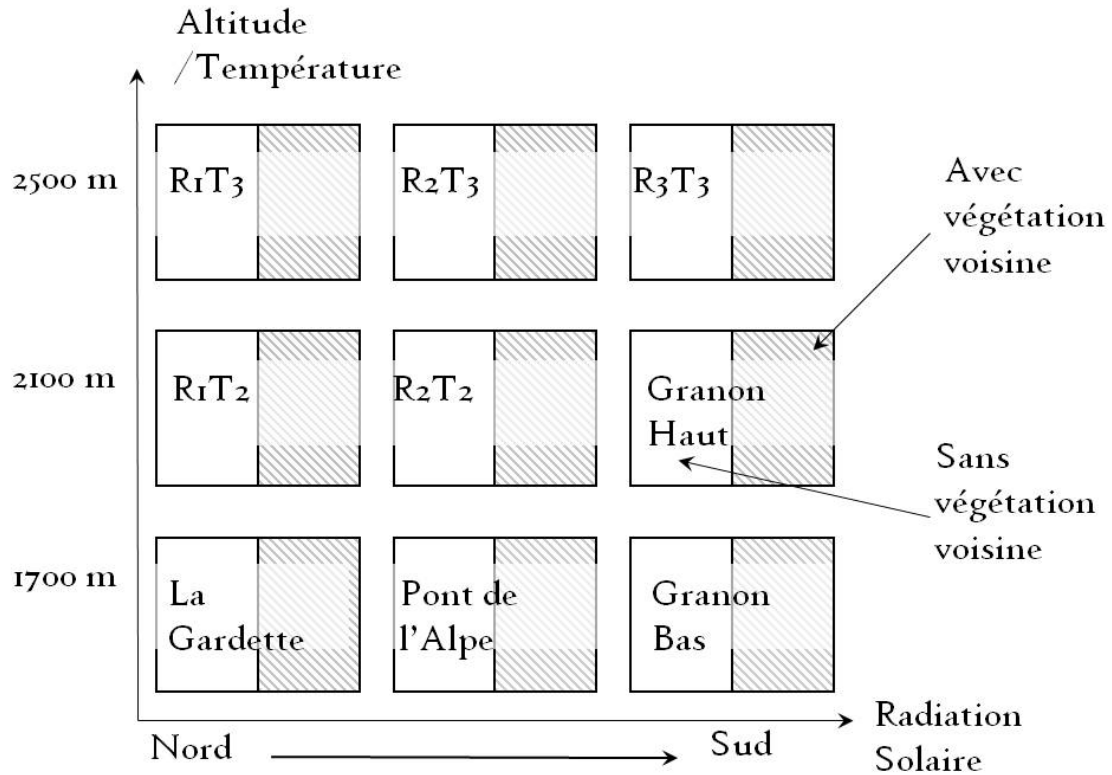 Altitude
/Température
2500 m
R1T3
R2T3
R3T3
Avec
végétation
voisine
2100 m
R1T2
R2T2
Granon
Haut
Sans
végétation
voisine
1700 m
La
Gardette
Pont de
l'Alpe
Granon
Bas
Nord
Sud
Radiation
Solaire